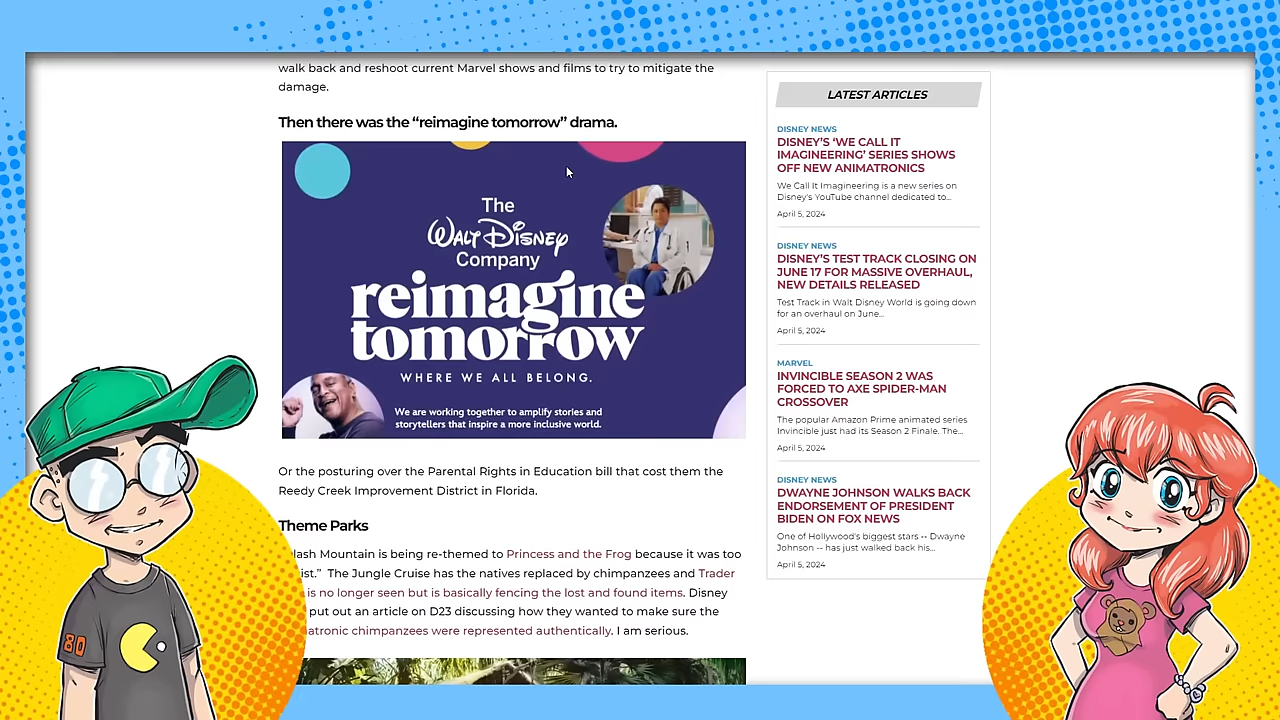 walk back and reshoot current Marvel shows and films to try to mitigate the
damage.
Then there was the “reimagine tomorrow” drama.
The
WALT DISNEY
Company
reimagine
tomorrow
WHERE WE ALL BELONG.
We are working together to amplify stories and
storytellers that inspire a more inclusive world.
Or the posturing over the Parental Rights in Education bill that cost them the
Reedy Creek Improvement District in Florida.
Theme Parks
lash Mountain is being re-themed to Princess and the Frog because it was too
ist.” The Jungle Cruise has the natives replaced by chimpanzees and Trader
is no longer seen but is basically fencing the lost and found items. Disney
put out an article on D23 discussing how they wanted to make sure the
atronic chimpanzees were represented authentically. I am serious.
LATEST ARTICLES
DISNEY NEWS
DISNEY’S ‘WE CALL IT
IMAGINEERING’ SERIES SHOWS
OFF NEW ANIMATRONICS
We Call It Imagineering is a new series on
Disney's YouTube channel dedicated to...
April 5, 2024
DISNEY NEWS
DISNEY’S TEST TRACK CLOSING ON
JUNE 17 FOR MASSIVE OVERHAUL,
NEW DETAILS RELEASED
Test Track in Walt Disney World is going down
for an overhaul on June...
April 5, 2024
MARVEL
INVINCIBLE SEASON 2 WAS
FORCED TO AXE SPIDER-MAN
CROSSOVER
The popular Amazon Prime animated series
Invincible just had its Season 2 Finale. The...
April 5, 2024
DISNEY NEWS
DWAYNE JOHNSON WALKS BACK
ENDORSEMENT OF PRESIDENT
BIDEN ON FOX NEWS
One of Hollywood's biggest stars -- Dwayne
Johnson -- has just walked back his...
April 5, 2024
80